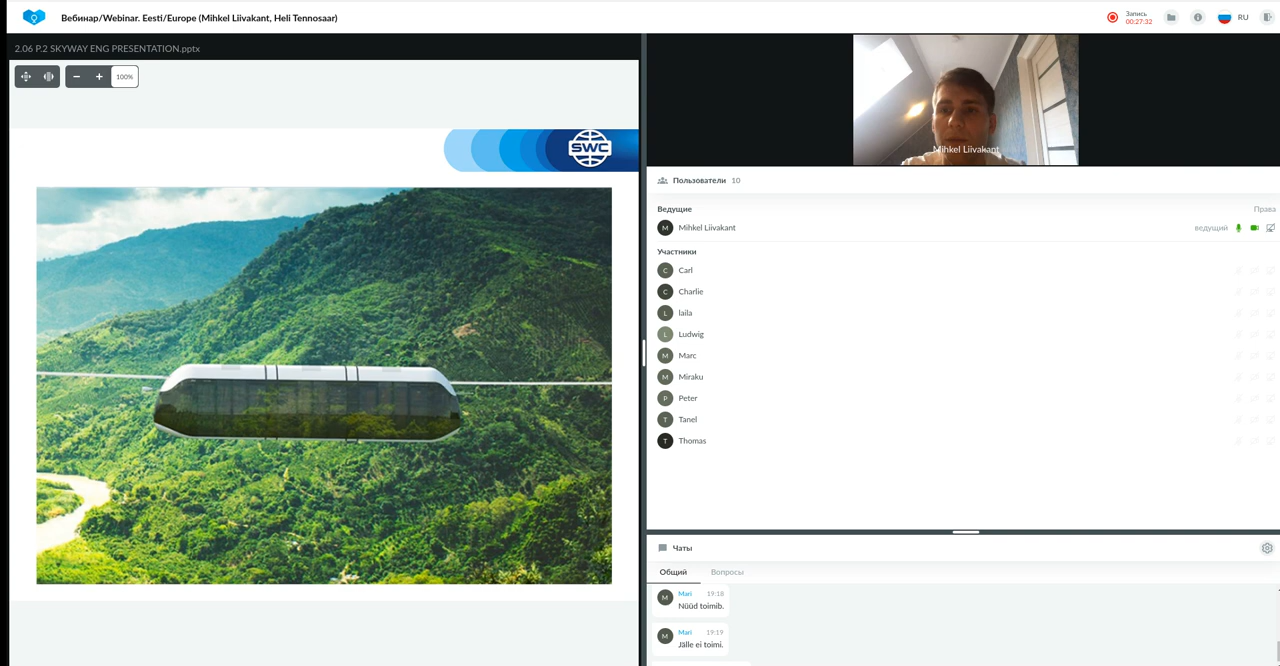 Вебинар/Webinar. Eesti/Europe (Mihkel Liivakant, Heli Tennosaar)
Запись
00:27:32
RU
2.06 P.2 SKYWAY ENG PRESENTATION.pptx
100%
SWC
Mihkel Liivakant
Пользователи 10
Ведущие Права
M Mihkel Liivakant ведущий
Участники
C Carl
C Charlie
L laila
L Ludwig
M Marc
M Miraku
P Peter
T Tanel
T Thomas
Чаты
Общий Вопросы
M Mari 19:18
Nüüd toimib.
M Mari 19:19
Jälle ei toimi.